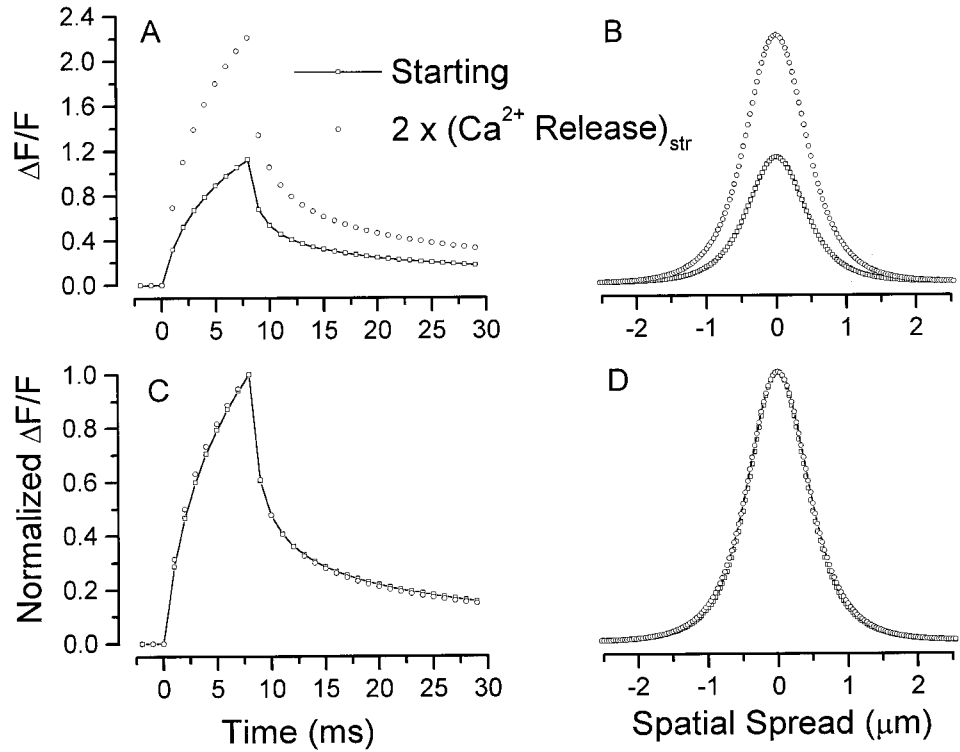 A
B
2.4
2.0
1.6
1.2
0.8
0.4
0.0
ΔF/F
Starting
2 x (Ca²⁺ Release)str
0 5 10 15 20 25 30
-2 -1 0 1 2
C
D
1.0
0.8
0.6
0.4
0.2
0.0
Normalized ΔF/F
0 5 10 15 20 25 30
-2 -1 0 1 2
Time (ms)
Spatial Spread (μm)